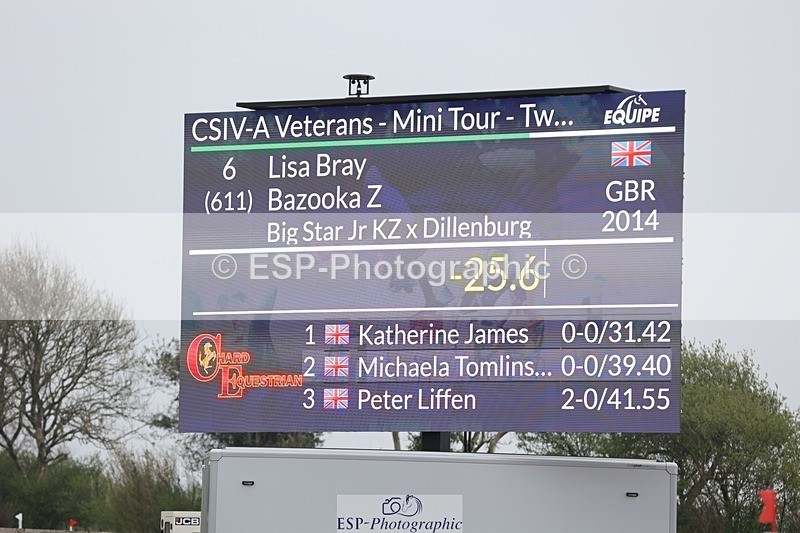 CSIV-A Veterans - Mini Tour - Tw...
EQUIPE
6 Lisa Bray
(611) Bazooka Z GBR
Big Star Jr KZ x Dillenburg 2014
© ESP-Photographic ©
-25.6
1 Katherine James 0-0/31.42
2 Michaela Tomlins... 0-0/39.40
3 Peter Liffen 2-0/41.55
CHARD
EQUESTRIAN
JCB
ESP-Photographic